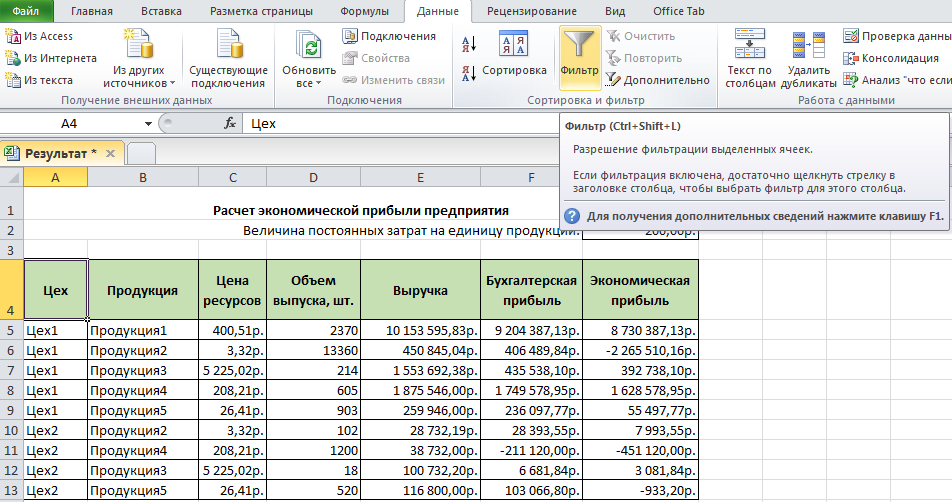 Файл Главная Вставка Разметка страницы Формулы Данные Рецензирование Вид Office Tab
Из Access
Из Интернета
Из текста
Из других источников
Существующие подключения
Получение внешних данных
Обновить все
Подключения
Свойства
Изменить связи
Подключения
Сортировка
Фильтр
Очистить
Повторить
Дополнительно
Сортировка и фильтр
Текст по столбцам
Удалить дубликаты
Проверка данны
Консолидация
Анализ "что если
Работа с данными
A4 fx Цех
Фильтр (Ctrl+Shift+L)
Разрешение фильтрации выделенных ячеек.
Если фильтрация включена, достаточно щелкнуть стрелку в
заголовке столбца, чтобы выбрать фильтр для этого столбца.
Для получения дополнительных сведений нажмите клавишу F1.
Результат *
A B C D E F
1 Расчет экономической прибыли предприятия
2 Величина постоянных затрат на единицу продукции: 200,00р.
3
4 Цех Продукция Цена ресурсов Объем выпуска, шт. Выручка Бухгалтерская прибыль Экономическая прибыль
5 Цех1 Продукция1 400,51р. 2370 10 153 595,83р. 9 204 387,13р. 8 730 387,13р.
6 Цех1 Продукция2 3,32р. 13360 450 845,04р. 406 489,84р. -2 265 510,16р.
7 Цех1 Продукция3 5 225,02р. 214 1 553 692,38р. 435 538,10р. 392 738,10р.
8 Цех1 Продукция4 208,21р. 605 1 875 546,00р. 1 749 578,95р. 1 628 578,95р.
9 Цех1 Продукция5 26,41р. 903 259 946,00р. 236 097,77р. 55 497,77р.
10 Цех2 Продукция2 3,32р. 102 28 732,19р. 28 393,55р. 7 993,55р.
11 Цех2 Продукция4 208,21р. 1200 38 732,00р. -211 120,00р. -451 120,00р.
12 Цех2 Продукция3 5 225,02р. 18 100 732,20р. 6 681,84р. 3 081,84р.
13 Цех2 Продукция5 26,41р. 520 116 800,00р. 103 066,80р. -933,20р.